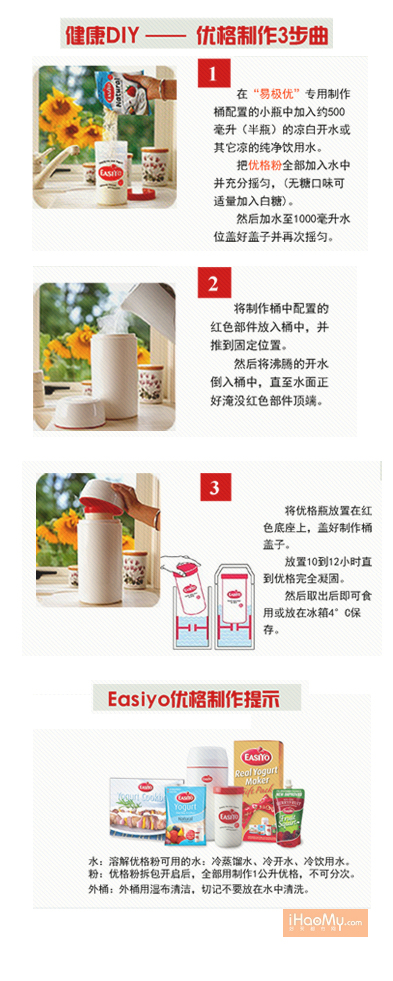 健康DIY —— 优格制作3步曲
1
在“易极优”专用制作
桶配置的小瓶中加入约500
毫升（半瓶）的凉白开水或
其它凉的纯净饮用水。
把优格粉全部加入水中
并充分摇匀，(无糖口味可
适量加入白糖）。
然后加水至1000毫升水
位盖好盖子并再次摇匀。
EASIYO
Natural
EASIYO
2
将制作桶中配置的
红色部件放入桶中，并
推到固定位置。
然后将沸腾的开水
倒入桶中，直至水面正
好淹没红色部件顶端。
3
将优格瓶放置在红
色底座上，盖好制作桶
盖子。
放置10到12小时直
到优格完全凝固。
然后取出后即可食
用或放在冰箱4°C保
存。
Easiyo优格制作提示
EASIYO
Real Yogurt
Maker
EASIYO
Yogurt
Natural
EASIYO
水：溶解优格粉可用的水：冷蒸馏水、冷开水、冷饮用水。
粉：优格粉拆包开启后，全部用制作1公升优格，不可分次。
外桶：外桶用湿布清洁，切记不要放在水中清洗。
iHaoMy.com